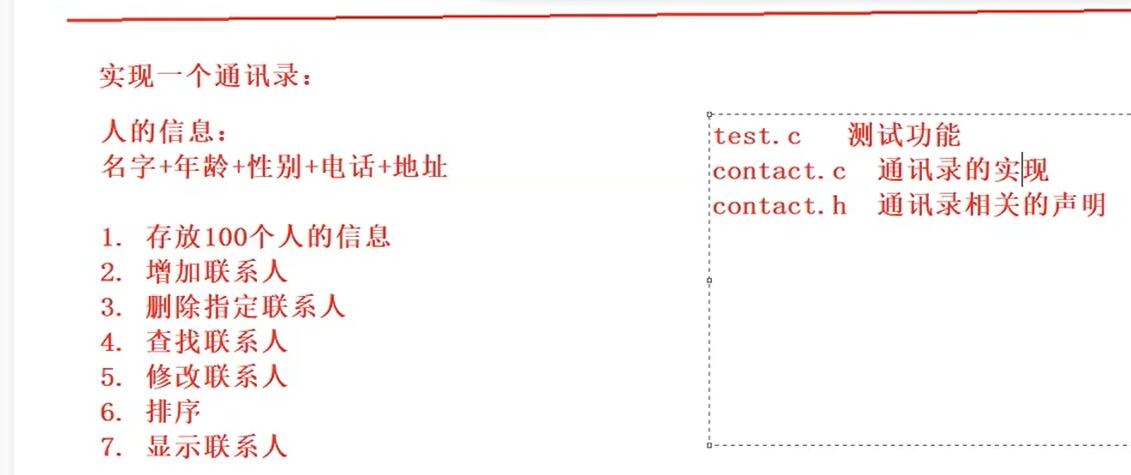 实现一个通讯录：
人的信息：
名字+年龄+性别+电话+地址
1. 存放100个人的信息
2. 增加联系人
3. 删除指定联系人
4. 查找联系人
5. 修改联系人
6. 排序
7. 显示联系人
test.c 测试功能
contact.c 通讯录的实现
contact.h 通讯录相关的声明